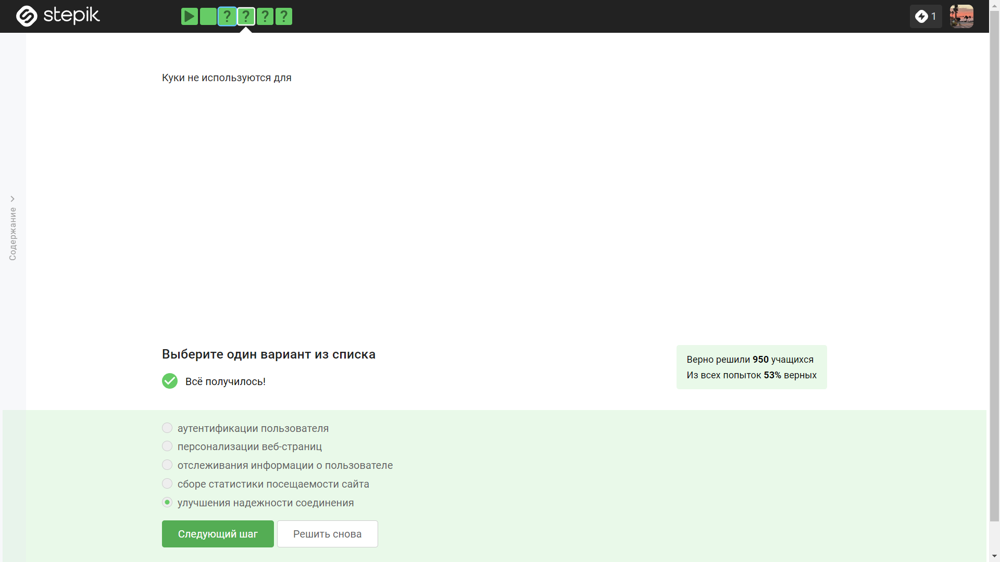 stepik
? ? ? ?
1
Содержание
Куки не используются для
Выберите один вариант из списка
Всё получилось!
Верно решили 950 учащихся
Из всех попыток 53% верных
аутентификации пользователя
персонализации веб-страниц
отслеживания информации о пользователе
сборе статистики посещаемости сайта
улучшения надежности соединения
Следующий шаг
Решить снова